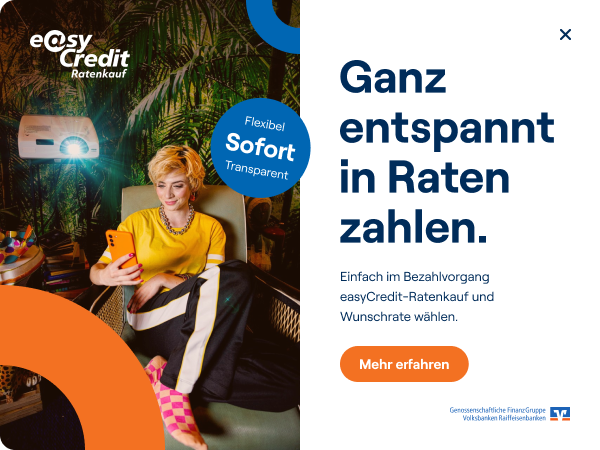 e@syCredit
Ratenkauf
Flexibel
Sofort
Transparent
Ganz
entspannt
in Raten
zahlen.
Einfach im Bezahlvorgang
easyCredit-Ratenkauf und
Wunschrate wählen.
Mehr erfahren
Genossenschaftliche FinanzGruppe
Volksbanken Raiffeisenbanken